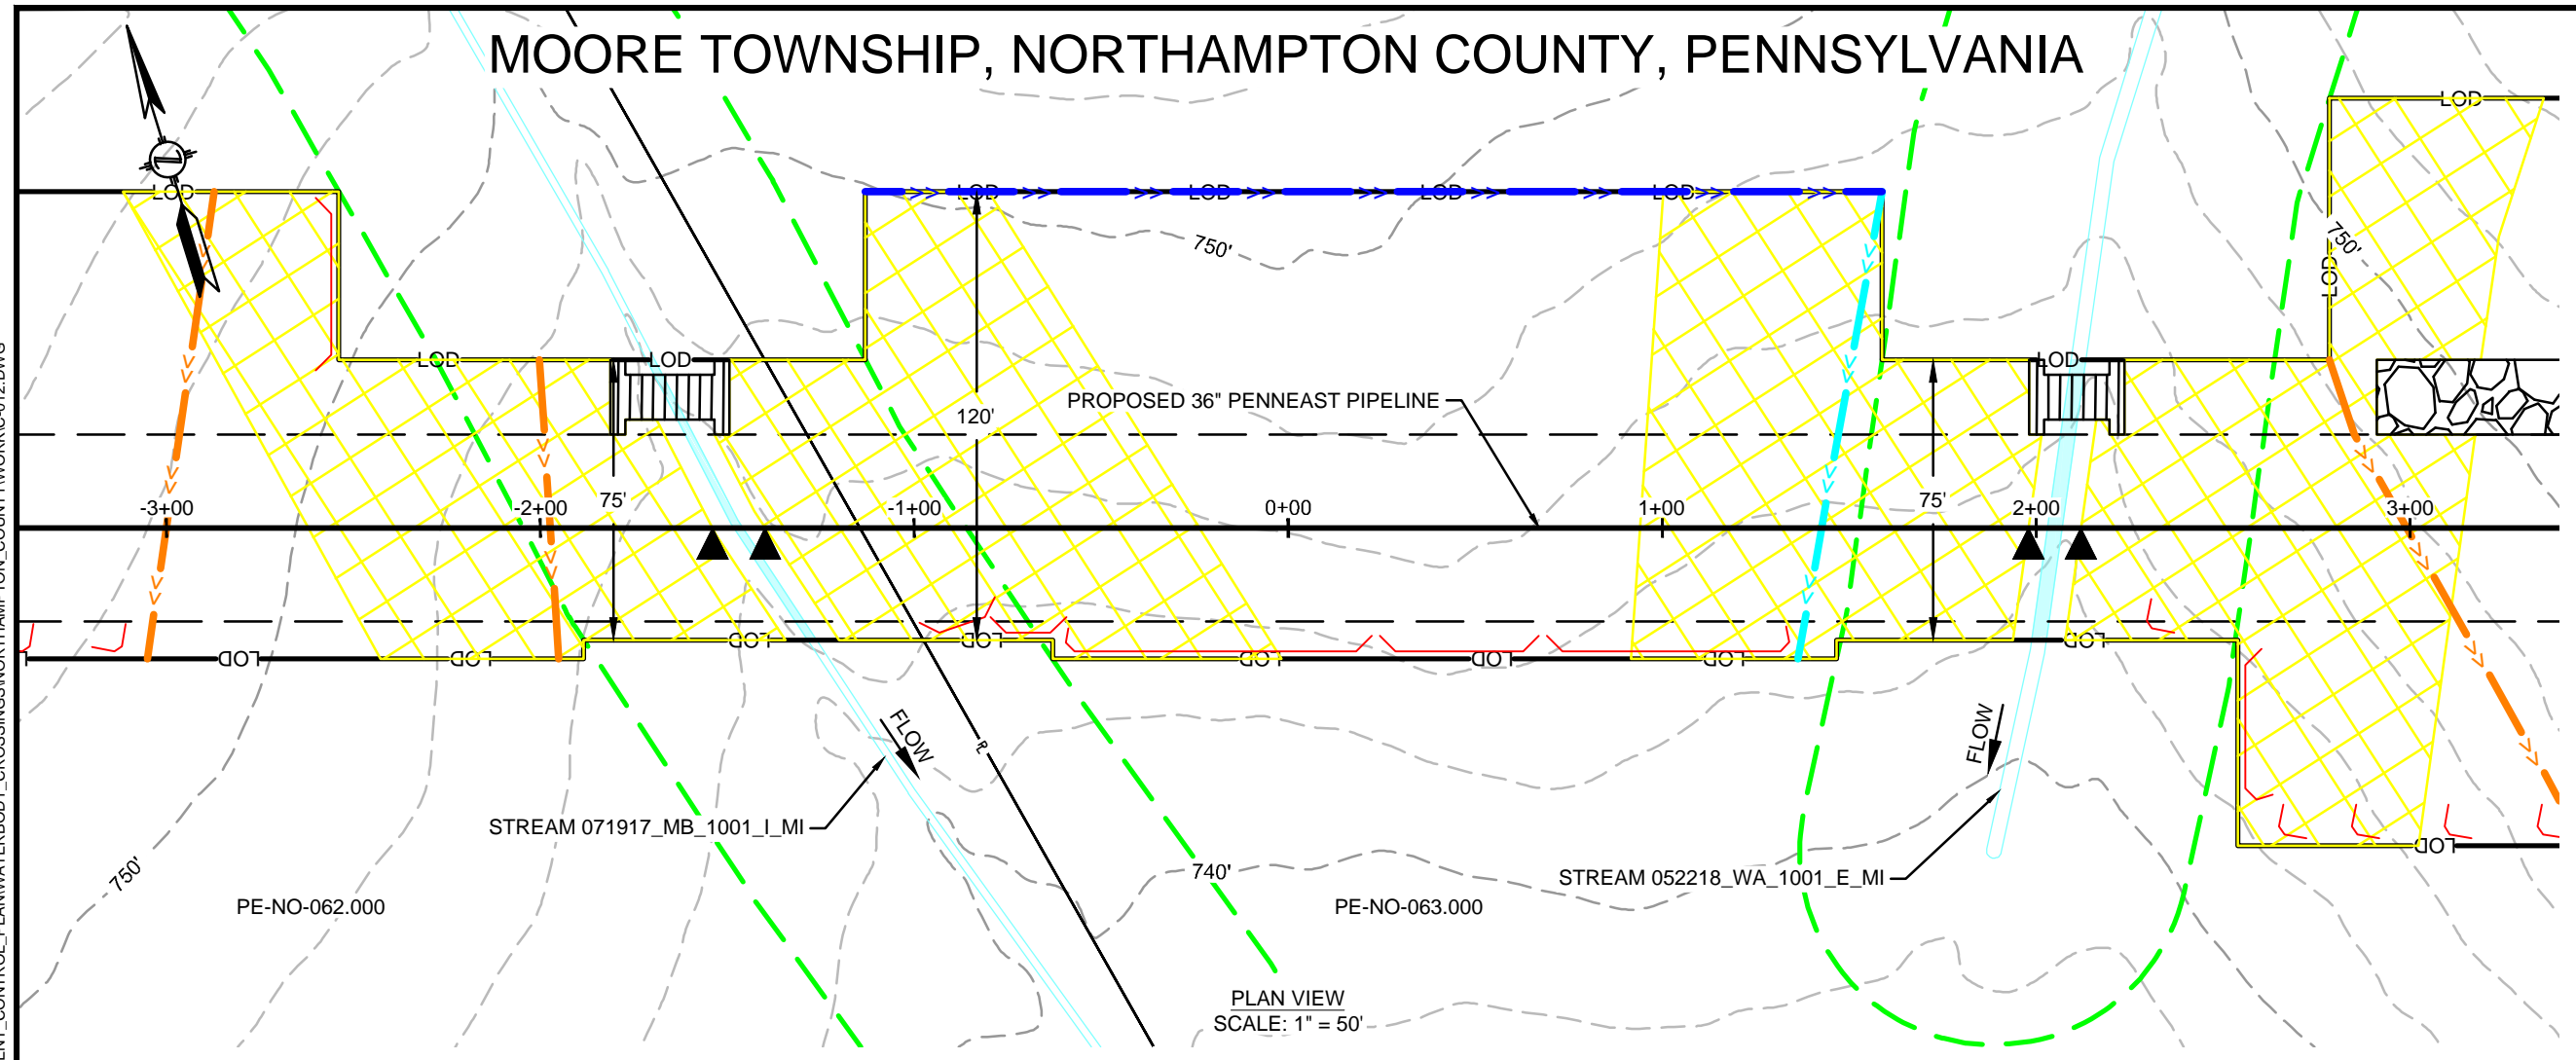 MOORE TOWNSHIP, NORTHAMPTON COUNTY, PENNSYLVANIA
LOD
LOD
LOD
LOD
LOD
LOD
LOD
750'
750'
LOD
LOD
LOD
LOD
120'
PROPOSED 36" PENNEAST PIPELINE
75'
75'
-3+00
-2+00
-1+00
0+00
1+00
2+00
3+00
LOD
LOD
LOD
LOD
LOD
LOD
LOD
LOD
LOD
FLOW
FLOW
PL
STREAM 071917_MB_1001_I_MI
STREAM 052218_WA_1001_E_MI
LOD
750'
740'
PE-NO-062.000
PE-NO-063.000
PLAN VIEW
SCALE: 1" = 50'